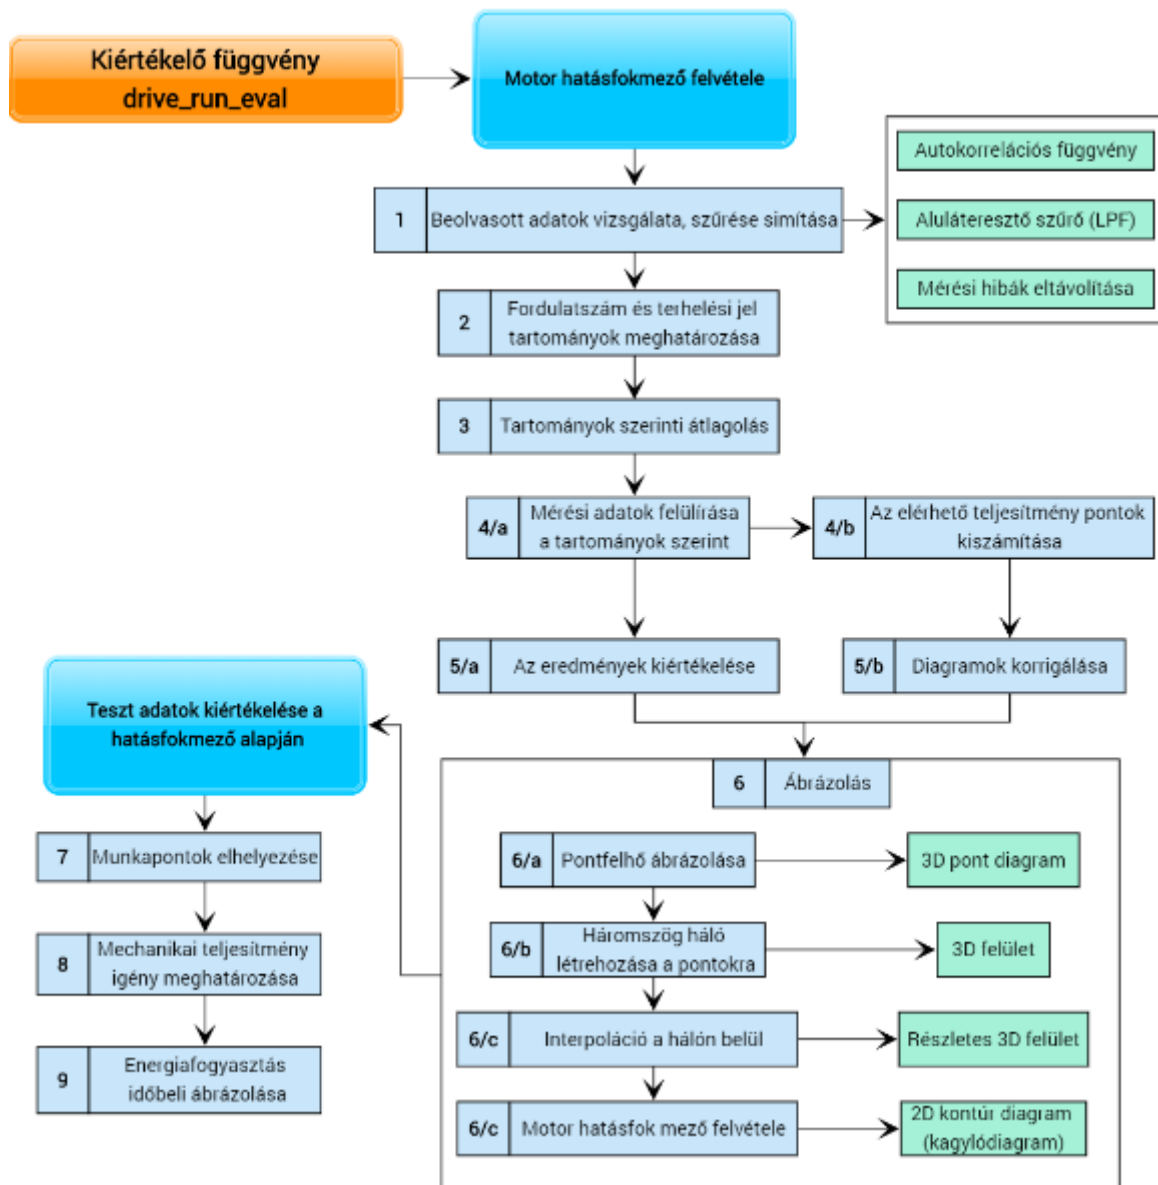 Kiértékelő függvény
drive_run_eval
Motor hatásfokmező felvétele
Autokorrelációs függvény
Aluláteresztő szűrő (LPF)
Mérési hibák eltávolítása
1
Beolvasott adatok vizsgálata, szűrése simítása
2
Fordulatszám és terhelési jel
tartományok meghatározása
3
Tartományok szerinti átlagolás
4/a
Mérési adatok felülírása
a tartományok szerint
4/b
Az elérhető teljesítmény pontok
kiszámítása
5/a
Az eredmények kiértékelése
5/b
Diagramok korrigálása
6
Ábrázolás
6/a
Pontfelhő ábrázolása
3D pont diagram
6/b
Háromszög háló
létrehozása a pontokra
3D felület
6/c
Interpoláció a hálón belül
Részletes 3D felület
6/c
Motor hatásfok mező felvétele
2D kontúr diagram
(kagylódiagram)
Teszt adatok kiértékelése a
hatásfokmező alapján
7
Munkapontok elhelyezése
8
Mechanikai teljesítmény
igény meghatározása
9
Energiafogyasztás
időbeli ábrázolása